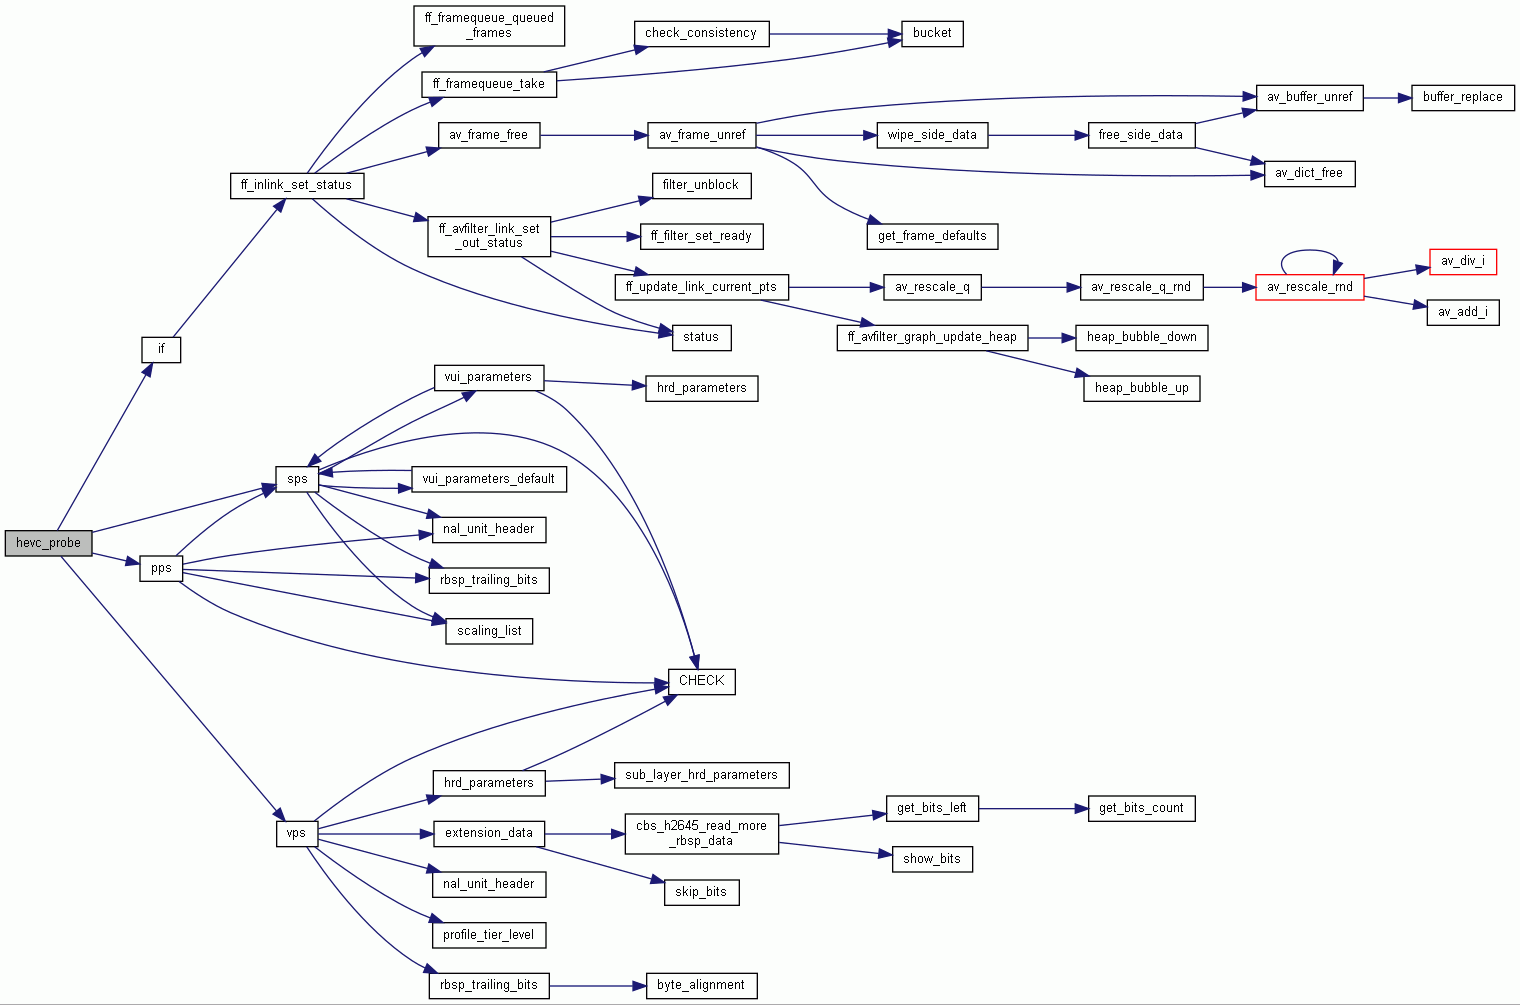 ff_framequeue_queued
_frames
check_consistency
bucket
ff_framequeue_take
av_buffer_unref
buffer_replace
av_frame_free
av_frame_unref
wipe_side_data
free_side_data
av_dict_free
ff_inlink_set_status
filter_unblock
ff_avfilter_link_set
_out_status
ff_filter_set_ready
get_frame_defaults
av_div_i
ff_update_link_current_pts
av_rescale_q
av_rescale_q_rnd
av_rescale_rnd
av_add_i
status
ff_avfilter_graph_update_heap
heap_bubble_down
if
vui_parameters
hrd_parameters
heap_bubble_up
sps
vui_parameters_default
nal_unit_header
hevc_probe
pps
rbsp_trailing_bits
scaling_list
CHECK
hrd_parameters
sub_layer_hrd_parameters
get_bits_left
get_bits_count
vps
extension_data
cbs_h2645_read_more
_rbsp_data
show_bits
nal_unit_header
skip_bits
profile_tier_level
rbsp_trailing_bits
byte_alignment